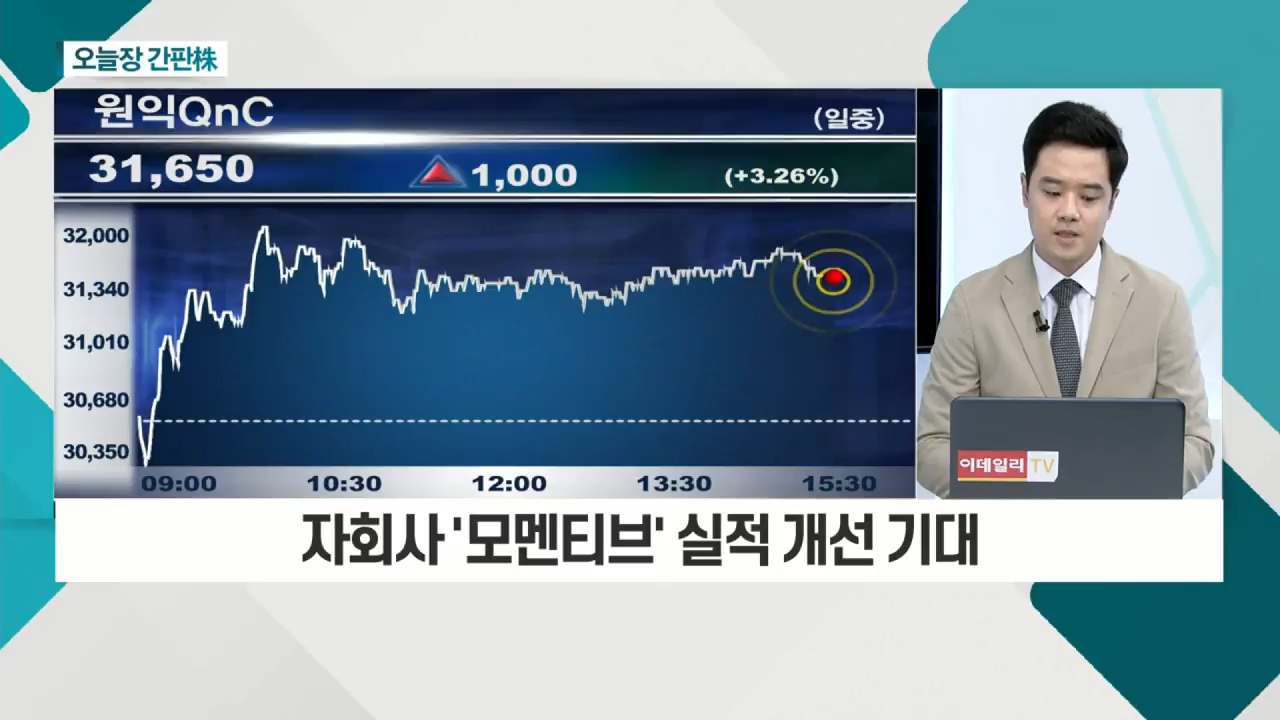 오늘장 간판株
원익QnC (일중)
31,650 ▲ 1,000 (+3.26%)
32,000
31,340
31,010
30,680
30,350
09:00 10:30 12:00 13:30 15:30
이데일리 TV
자회사 '모멘티브' 실적 개선 기대